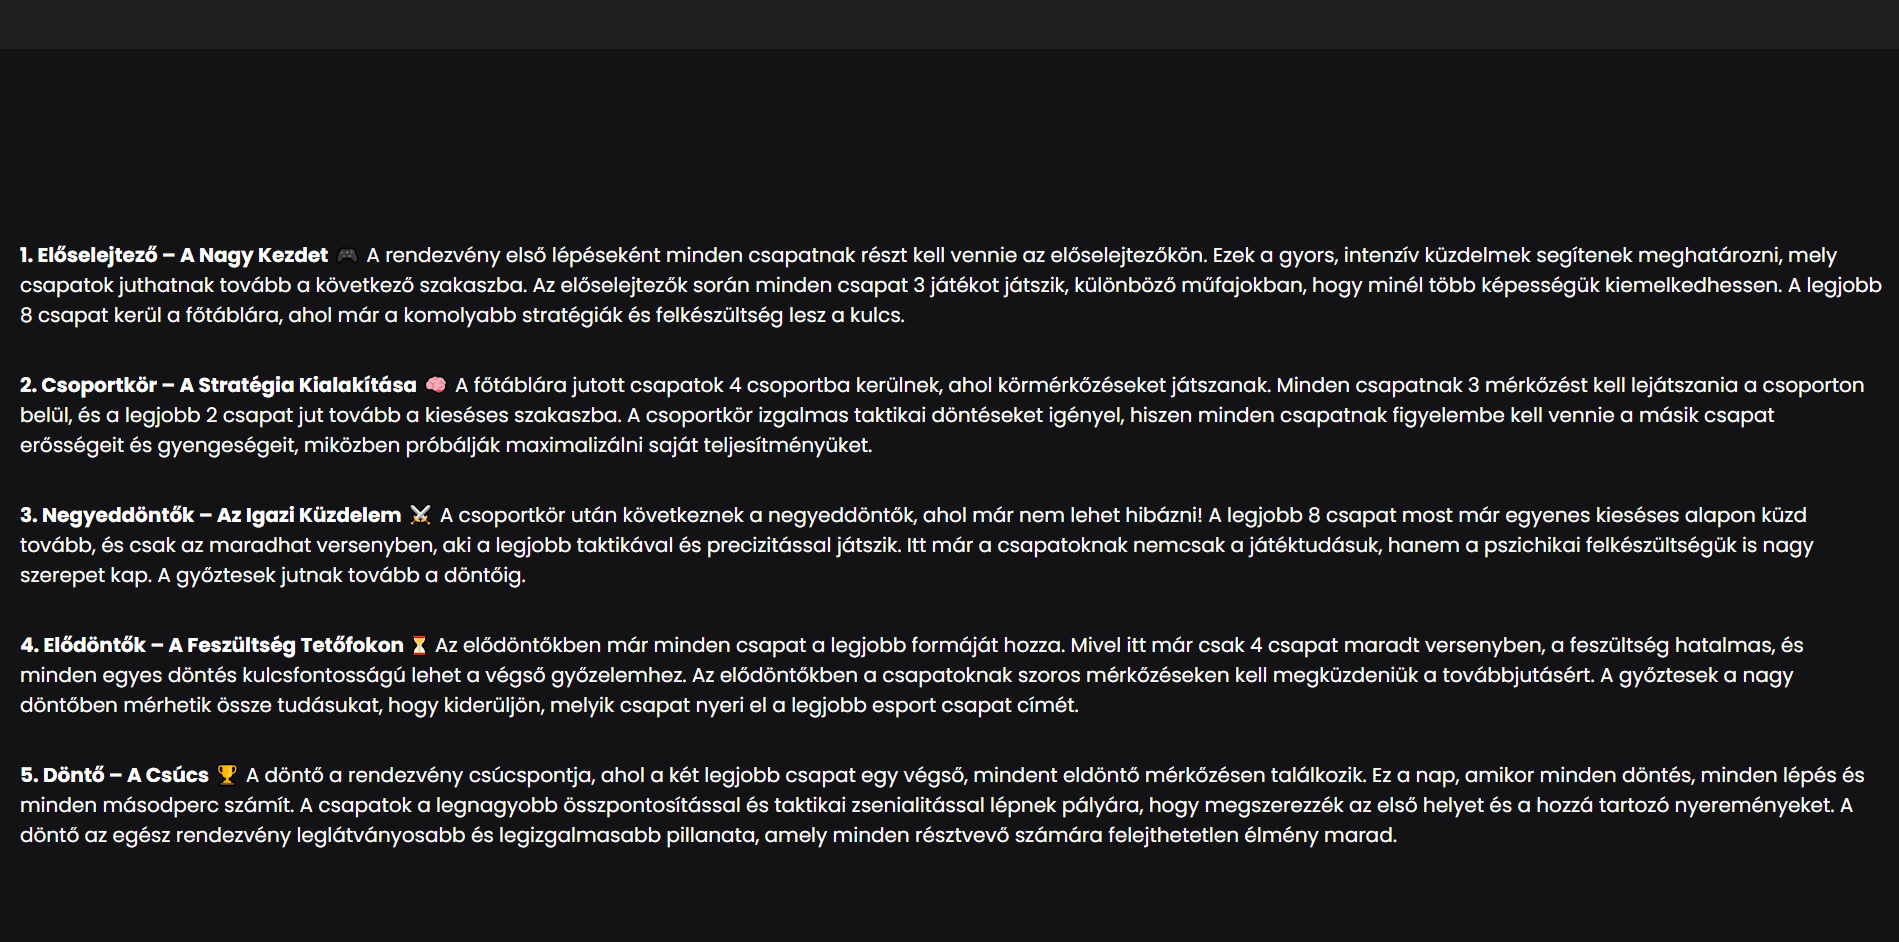 1. Előselejtező – A Nagy Kezdet 🎮 A rendezvény első lépéseként minden csapatnak részt kell vennie az előselejtezőkön. Ezek a gyors, intenzív küzdelmek segítenek meghatározni, mely
csapatok juthatnak tovább a következő szakaszba. Az előselejtezők során minden csapat 3 játékot játszik, különböző műfajokban, hogy minél több képességük kiemelkedhessen. A legjobb
8 csapat kerül a főtáblára, ahol már a komolyabb stratégiák és felkészültség lesz a kulcs.
2. Csoportkör – A Stratégia Kialakítása 🧠 A főtáblára jutott csapatok 4 csoportba kerülnek, ahol körmérkőzéseket játszanak. Minden csapatnak 3 mérkőzést kell lejátszania a csoporton
belül, és a legjobb 2 csapat jut tovább a kieséses szakaszba. A csoportkör izgalmas taktikai döntéseket igényel, hiszen minden csapatnak figyelembe kell vennie a másik csapat
erősségeit és gyengeségeit, miközben próbálják maximalizálni saját teljesítményüket.
3. Negyeddöntők – Az Igazi Küzdelem ⚔️ A csoportkör után következnek a negyeddöntők, ahol már nem lehet hibázni! A legjobb 8 csapat most már egyenes kieséses alapon küzd
tovább, és csak az maradhat versenyben, aki a legjobb taktikával és precizitással játszik. Itt már a csapatoknak nemcsak a játéktudásuk, hanem a pszichikai felkészültségük is nagy
szerepet kap. A győztesek jutnak tovább a döntőig.
4. Elődöntők – A Feszültség Tetőfokon ⏳ Az elődöntőkben már minden csapat a legjobb formáját hozza. Mivel itt már csak 4 csapat maradt versenyben, a feszültség hatalmas, és
minden egyes döntés kulcsfontosságú lehet a végső győzelemhez. Az elődöntőkben a csapatoknak szoros mérkőzéseken kell megküzdeniük a továbbjutásért. A győztesek a nagy
döntőben mérhetik össze tudásukat, hogy kiderüljön, melyik csapat nyeri el a legjobb esport csapat címét.
5. Döntő – A Csúcs 🏆 A döntő a rendezvény csúcspontja, ahol a két legjobb csapat egy végső, mindent eldöntő mérkőzésen találkozik. Ez a nap, amikor minden döntés, minden lépés és
minden másodperc számít. A csapatok a legnagyobb összpontosítással és taktikai zsenialitással lépnek pályára, hogy megszerezzék az első helyet és a hozzá tartozó nyereményeket. A
döntő az egész rendezvény leglátványosabb és legizgalmasabb pillanata, amely minden résztvevő számára felejthetetlen élmény marad.